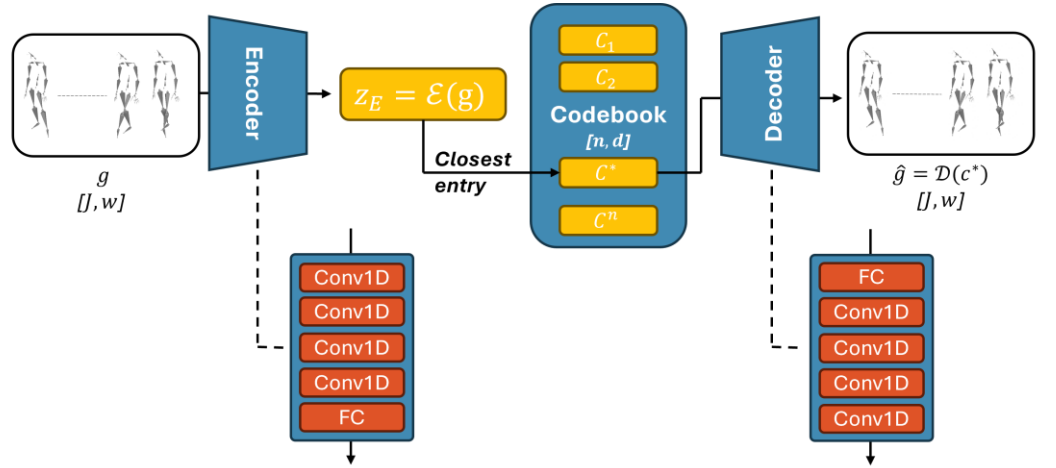 g
[J, w]
Encoder
z_E = ℰ(g)
Closest
entry
C_1
C_2
Codebook
[n, d]
C*
C^n
Decoder
ĝ = 𝒟(c*)
[J, w]
Conv1D
Conv1D
Conv1D
Conv1D
FC
FC
Conv1D
Conv1D
Conv1D
Conv1D